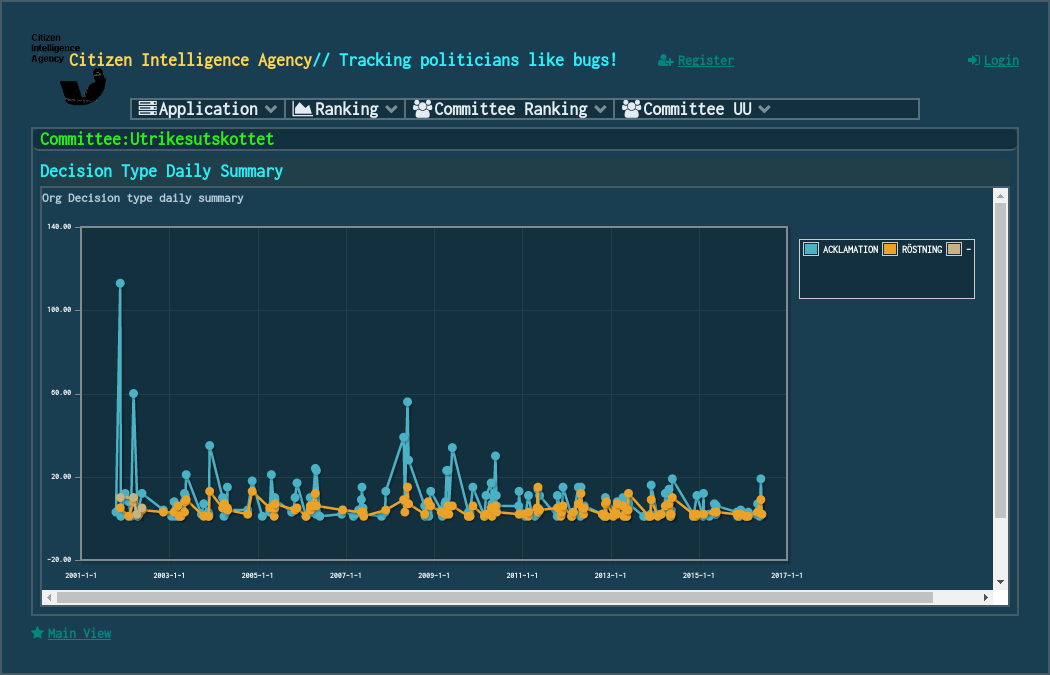 Citizen
Intelligence
Agency
Citizen Intelligence Agency// Tracking politicians like bugs!
Register
Login
Application
Ranking
Committee Ranking
Committee UU
Committee:Utrikesutskottet
Decision Type Daily Summary
Org Decision type daily summary
140.00
100.00
60.00
20.00
-20.00
2001-1-1 2003-1-1 2005-1-1 2007-1-1 2009-1-1 2011-1-1 2013-1-1 2015-1-1 2017-1-1
ACKLAMATION RÖSTNING -
Main View